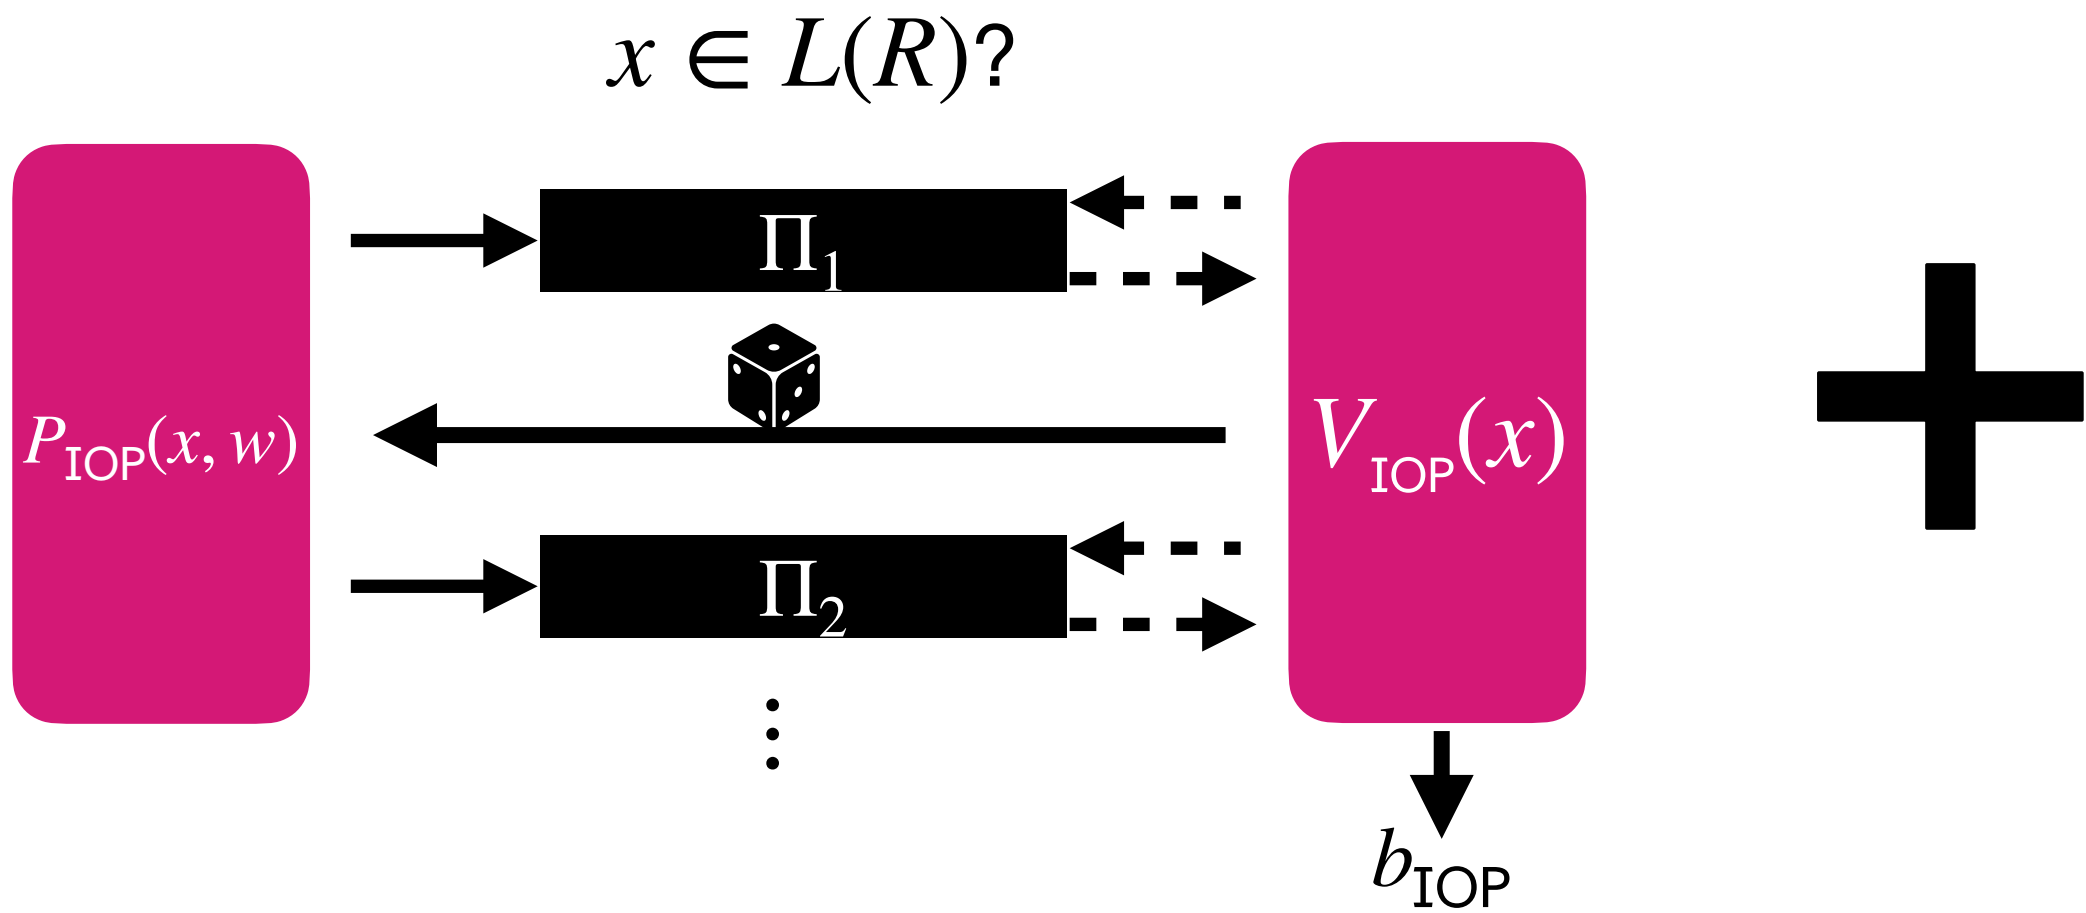 x ∈ L(R)?
Π₁
P_IOP(x, w)
V_IOP(x)
Π₂
⋮
b_IOP